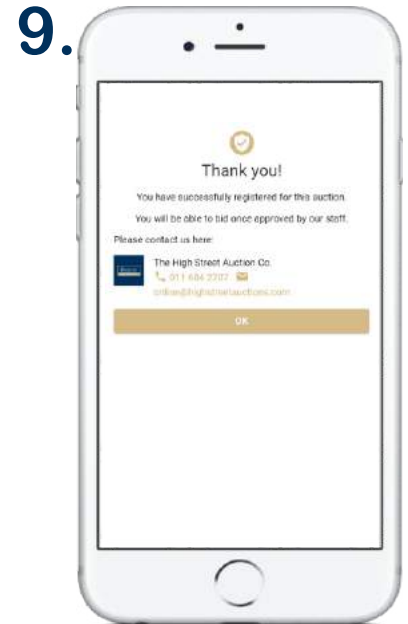 9.
Thank you!
You have successfully registered for this auction.
You will be able to bid once approved by our staff.
Please contact us here:
The High Street Auction Co.
011 684 2707
online@highstreetauctions.com
OK